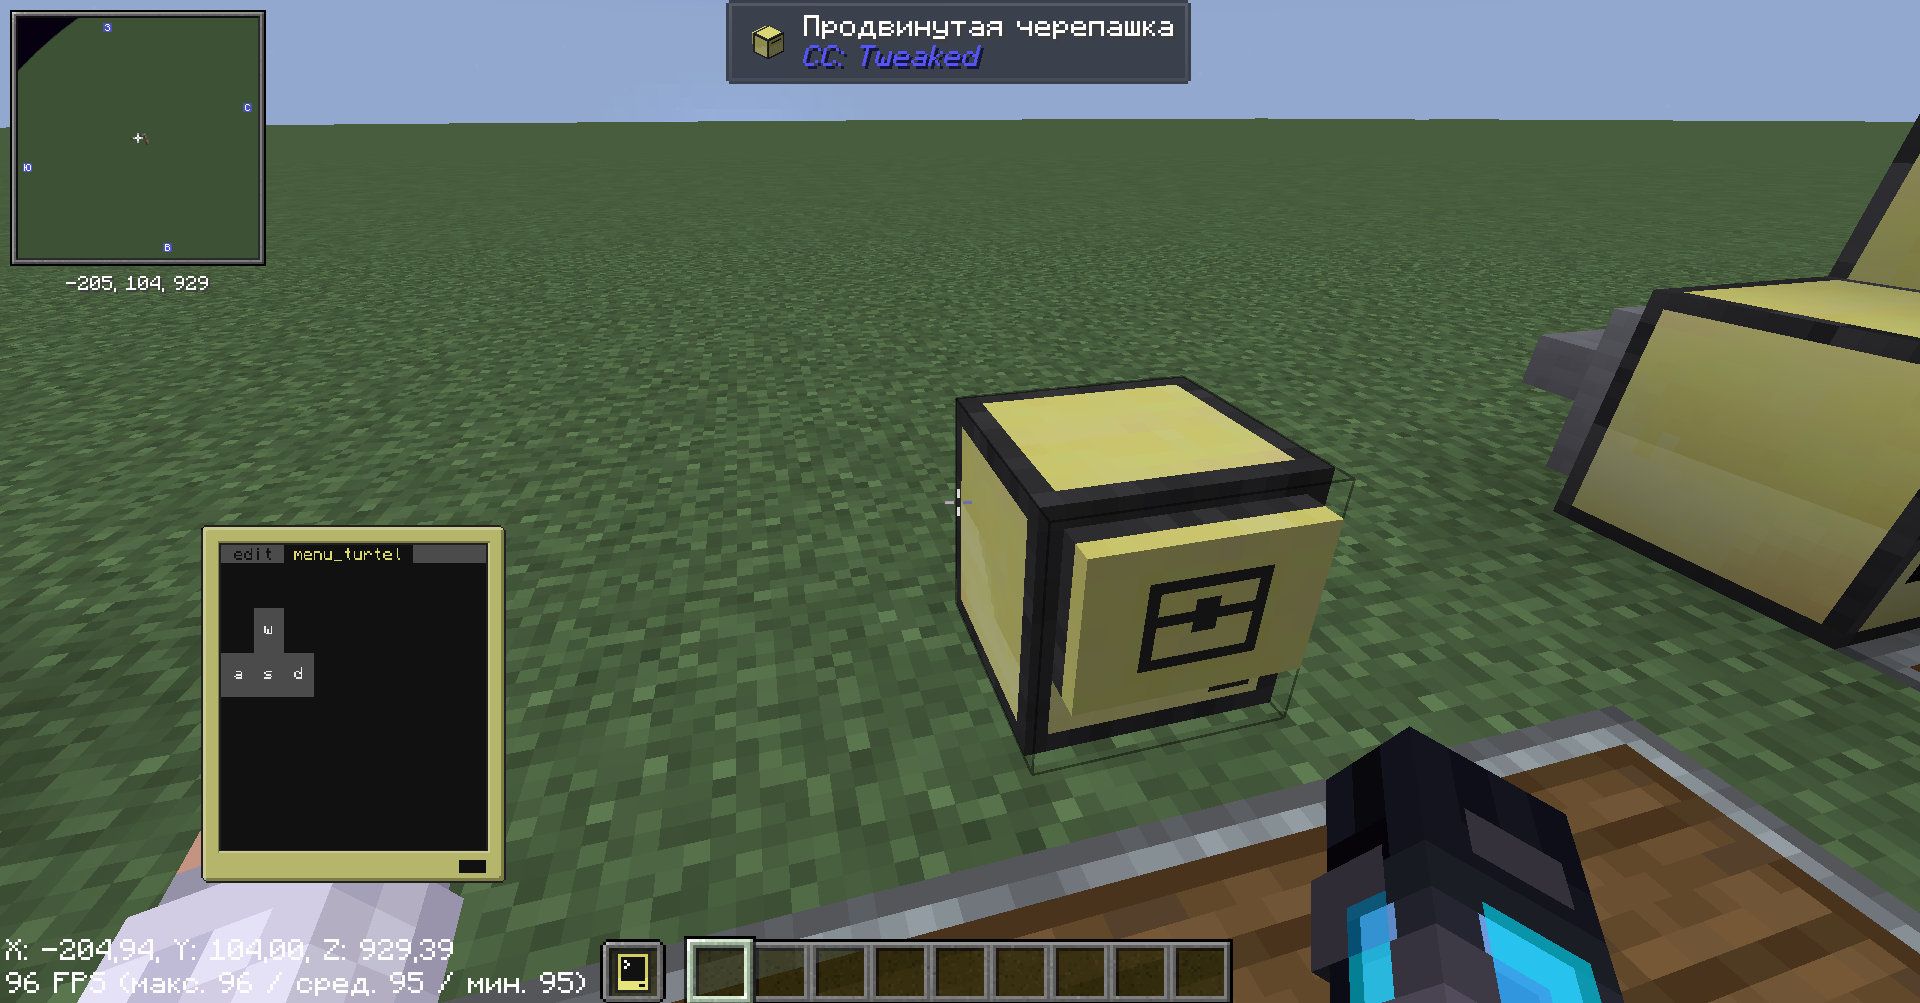 З
С
Ю
В
-205, 104, 929
Продвинутая черепашка
CC: Tweaked
edit menu_turtel
w
a s d
X: -204,94, Y: 104,00, Z: 929,39
96 FPS (макс. 96 / сред. 95 / мин. 95)